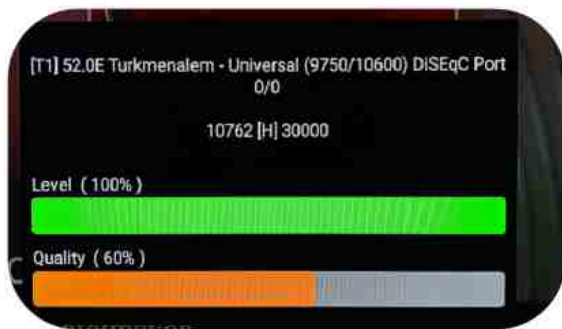 [T1] 52.0E Turkmenalem - Universal (9750/10600) DiSEqC Port
0/0
10762 [H] 30000
Level ( 100% )
Quality ( 60% )
C